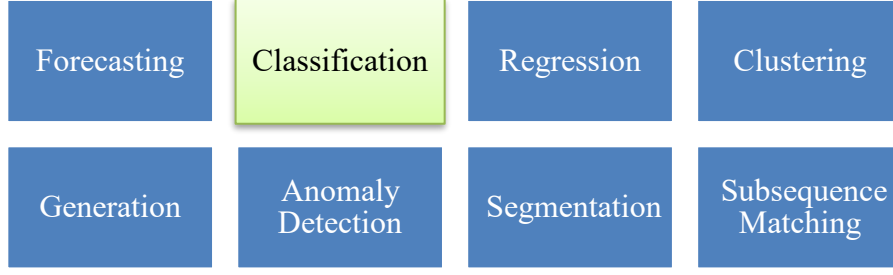 Forecasting
Classification
Regression
Clustering
Generation
Anomaly
Detection
Segmentation
Subsequence
Matching